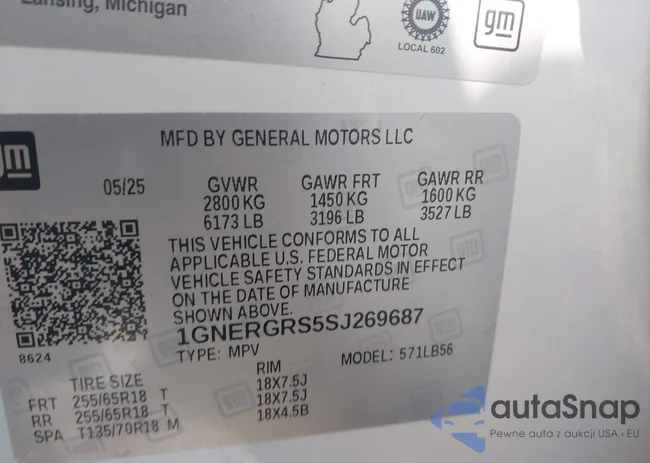 Lansing, Michigan
UAW
LOCAL 602
gm
gm
MFD BY GENERAL MOTORS LLC
05/25
GVWR GAWR FRT GAWR RR
2800 KG 1450 KG 1600 KG
6173 LB 3196 LB 3527 LB
THIS VEHICLE CONFORMS TO ALL
APPLICABLE U.S. FEDERAL MOTOR
VEHICLE SAFETY STANDARDS IN EFFECT
ON THE DATE OF MANUFACTURE
SHOWN ABOVE.
1GNERGRS5SJ269687
8624
TYPE: MPV MODEL: 571LB56
TIRE SIZE RIM
FRT 255/65R18 T 18X7.5J
RR 255/65R18 T 18X7.5J
SPA T135/70R18 M 18X4.5B
autaSnap
Pewne auta z aukcji USA i EU